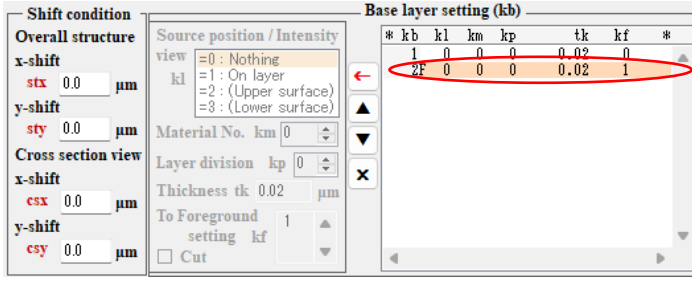 Shift condition
Overall structure
x-shift
stx 0.0 μm
y-shift
sty 0.0 μm
Cross section view
x-shift
csx 0.0 μm
y-shift
csy 0.0 μm
Base layer setting (kb)
Source position / Intensity
view
kl
=0 : Nothing
=1 : On layer
=2 : (Upper surface)
=3 : (Lower surface)
Material No. km 0
Layer division kp 0
Thickness tk 0.02 μm
To Foreground
setting kf 1
Cut
* kb kl km kp tk kf *
1 0 0 0 0.02 0
2F 0 0 0 0.02 1